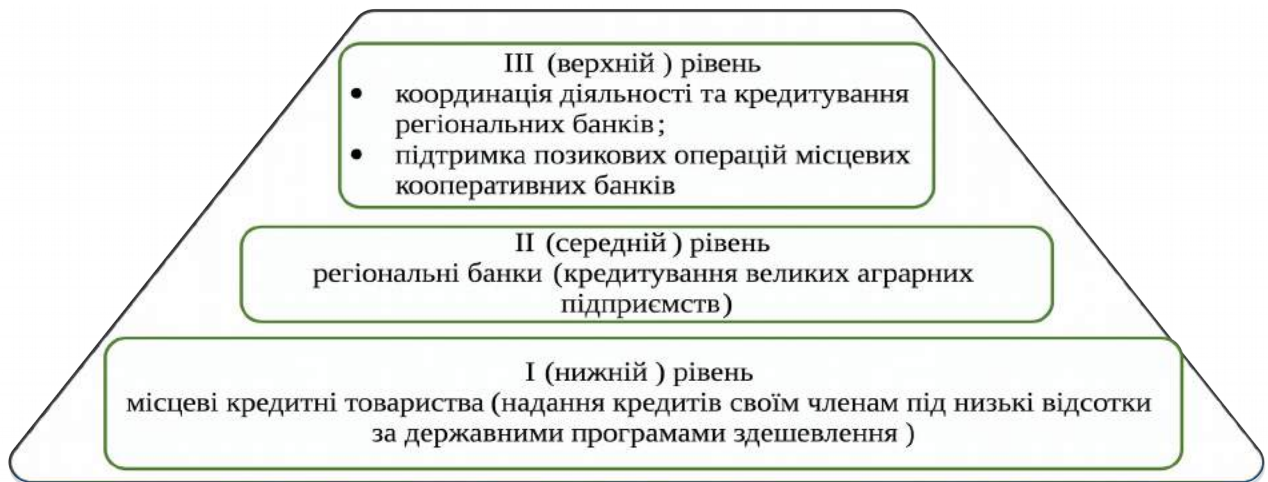 III (верхній ) рівень
• координація діяльності та кредитування
регіональних банків;
• підтримка позикових операцій місцевих
кооперативних банків
II (середній ) рівень
регіональні банки (кредитування великих аграрних
підприємств)
I (нижній ) рівень
місцеві кредитні товариства (надання кредитів своїм членам під низькі відсотки
за державними програмами здешевлення )